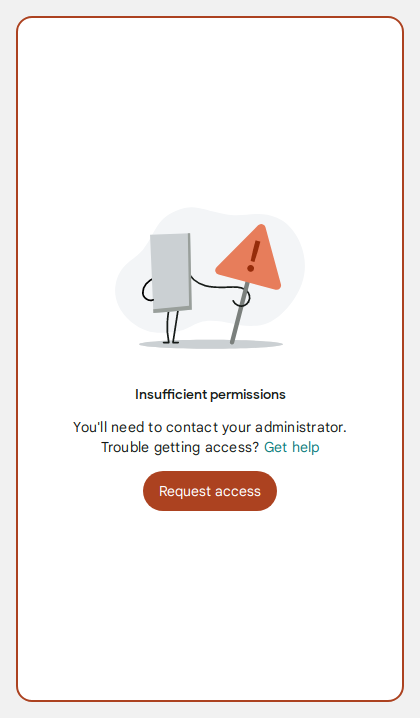 !
Insufficient permissions
You'll need to contact your administrator.
Trouble getting access? Get help
Request access